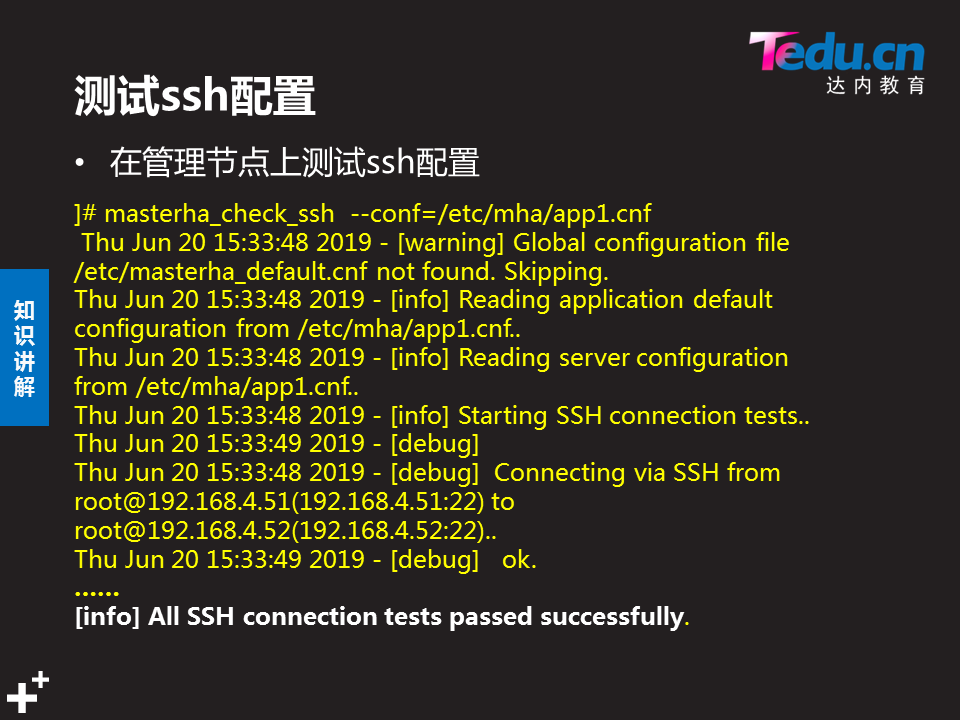 Tedu.cn
达内教育
测试ssh配置
• 在管理节点上测试ssh配置
]# masterha_check_ssh  --conf=/etc/mha/app1.cnf
Thu Jun 20 15:33:48 2019 - [warning] Global configuration file
/etc/masterha_default.cnf not found. Skipping.
Thu Jun 20 15:33:48 2019 - [info] Reading application default
configuration from /etc/mha/app1.cnf..
Thu Jun 20 15:33:48 2019 - [info] Reading server configuration
from /etc/mha/app1.cnf..
Thu Jun 20 15:33:48 2019 - [info] Starting SSH connection tests..
Thu Jun 20 15:33:49 2019 - [debug]
Thu Jun 20 15:33:48 2019 - [debug]  Connecting via SSH from
root@192.168.4.51(192.168.4.51:22) to
root@192.168.4.52(192.168.4.52:22)..
Thu Jun 20 15:33:49 2019 - [debug]   ok.
......
[info] All SSH connection tests passed successfully.
知识讲解